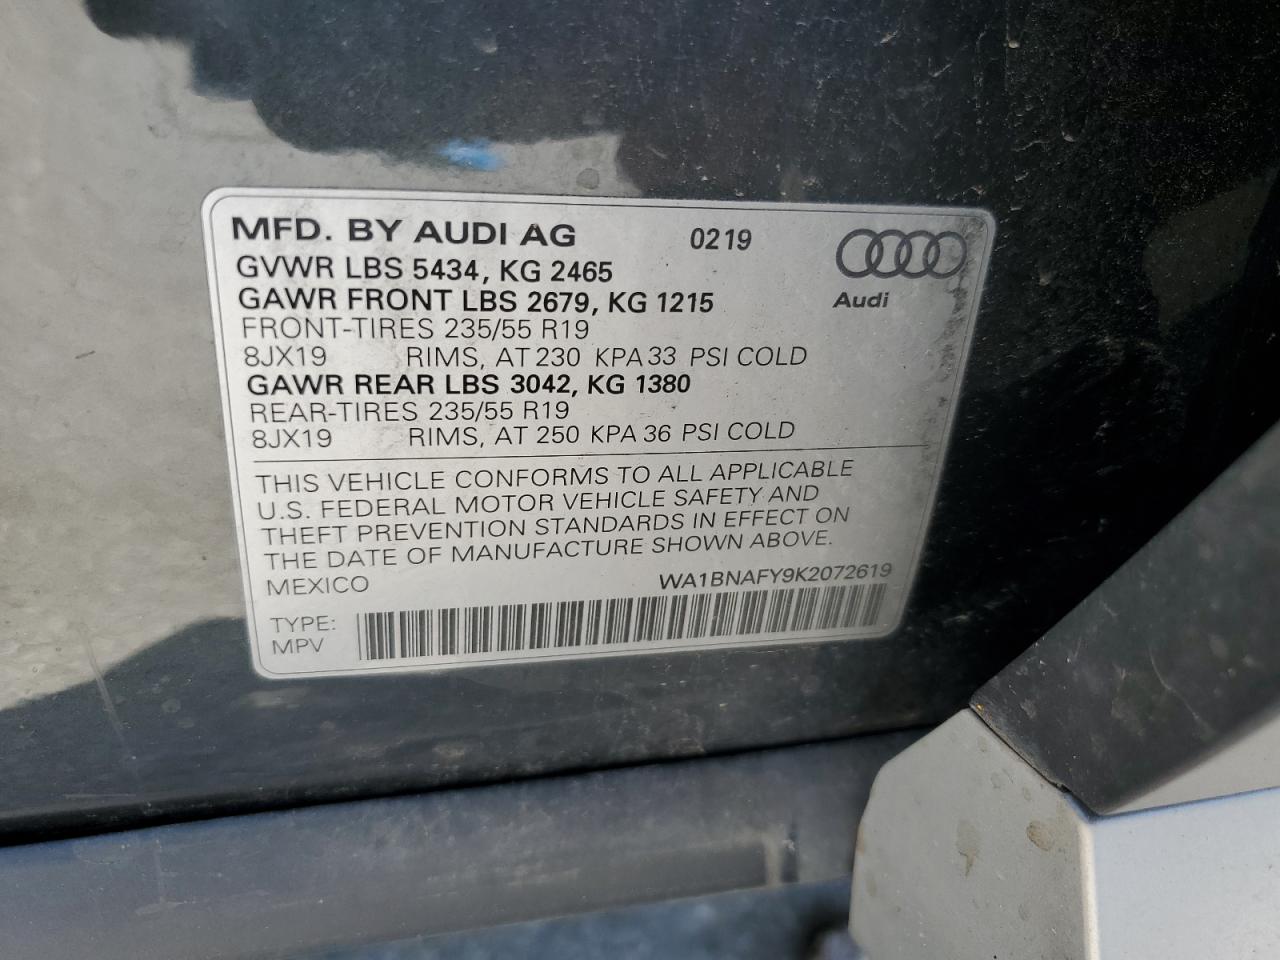 MFD. BY AUDI AG 0219
GVWR LBS 5434, KG 2465
GAWR FRONT LBS 2679, KG 1215
Audi
FRONT-TIRES 235/55 R19
8JX19 RIMS, AT 230 KPA 33 PSI COLD
GAWR REAR LBS 3042, KG 1380
REAR-TIRES 235/55 R19
8JX19 RIMS, AT 250 KPA 36 PSI COLD
THIS VEHICLE CONFORMS TO ALL APPLICABLE
U.S. FEDERAL MOTOR VEHICLE SAFETY AND
THEFT PREVENTION STANDARDS IN EFFECT ON
THE DATE OF MANUFACTURE SHOWN ABOVE.
MEXICO WA1BNAFY9K2072619
TYPE:
MPV